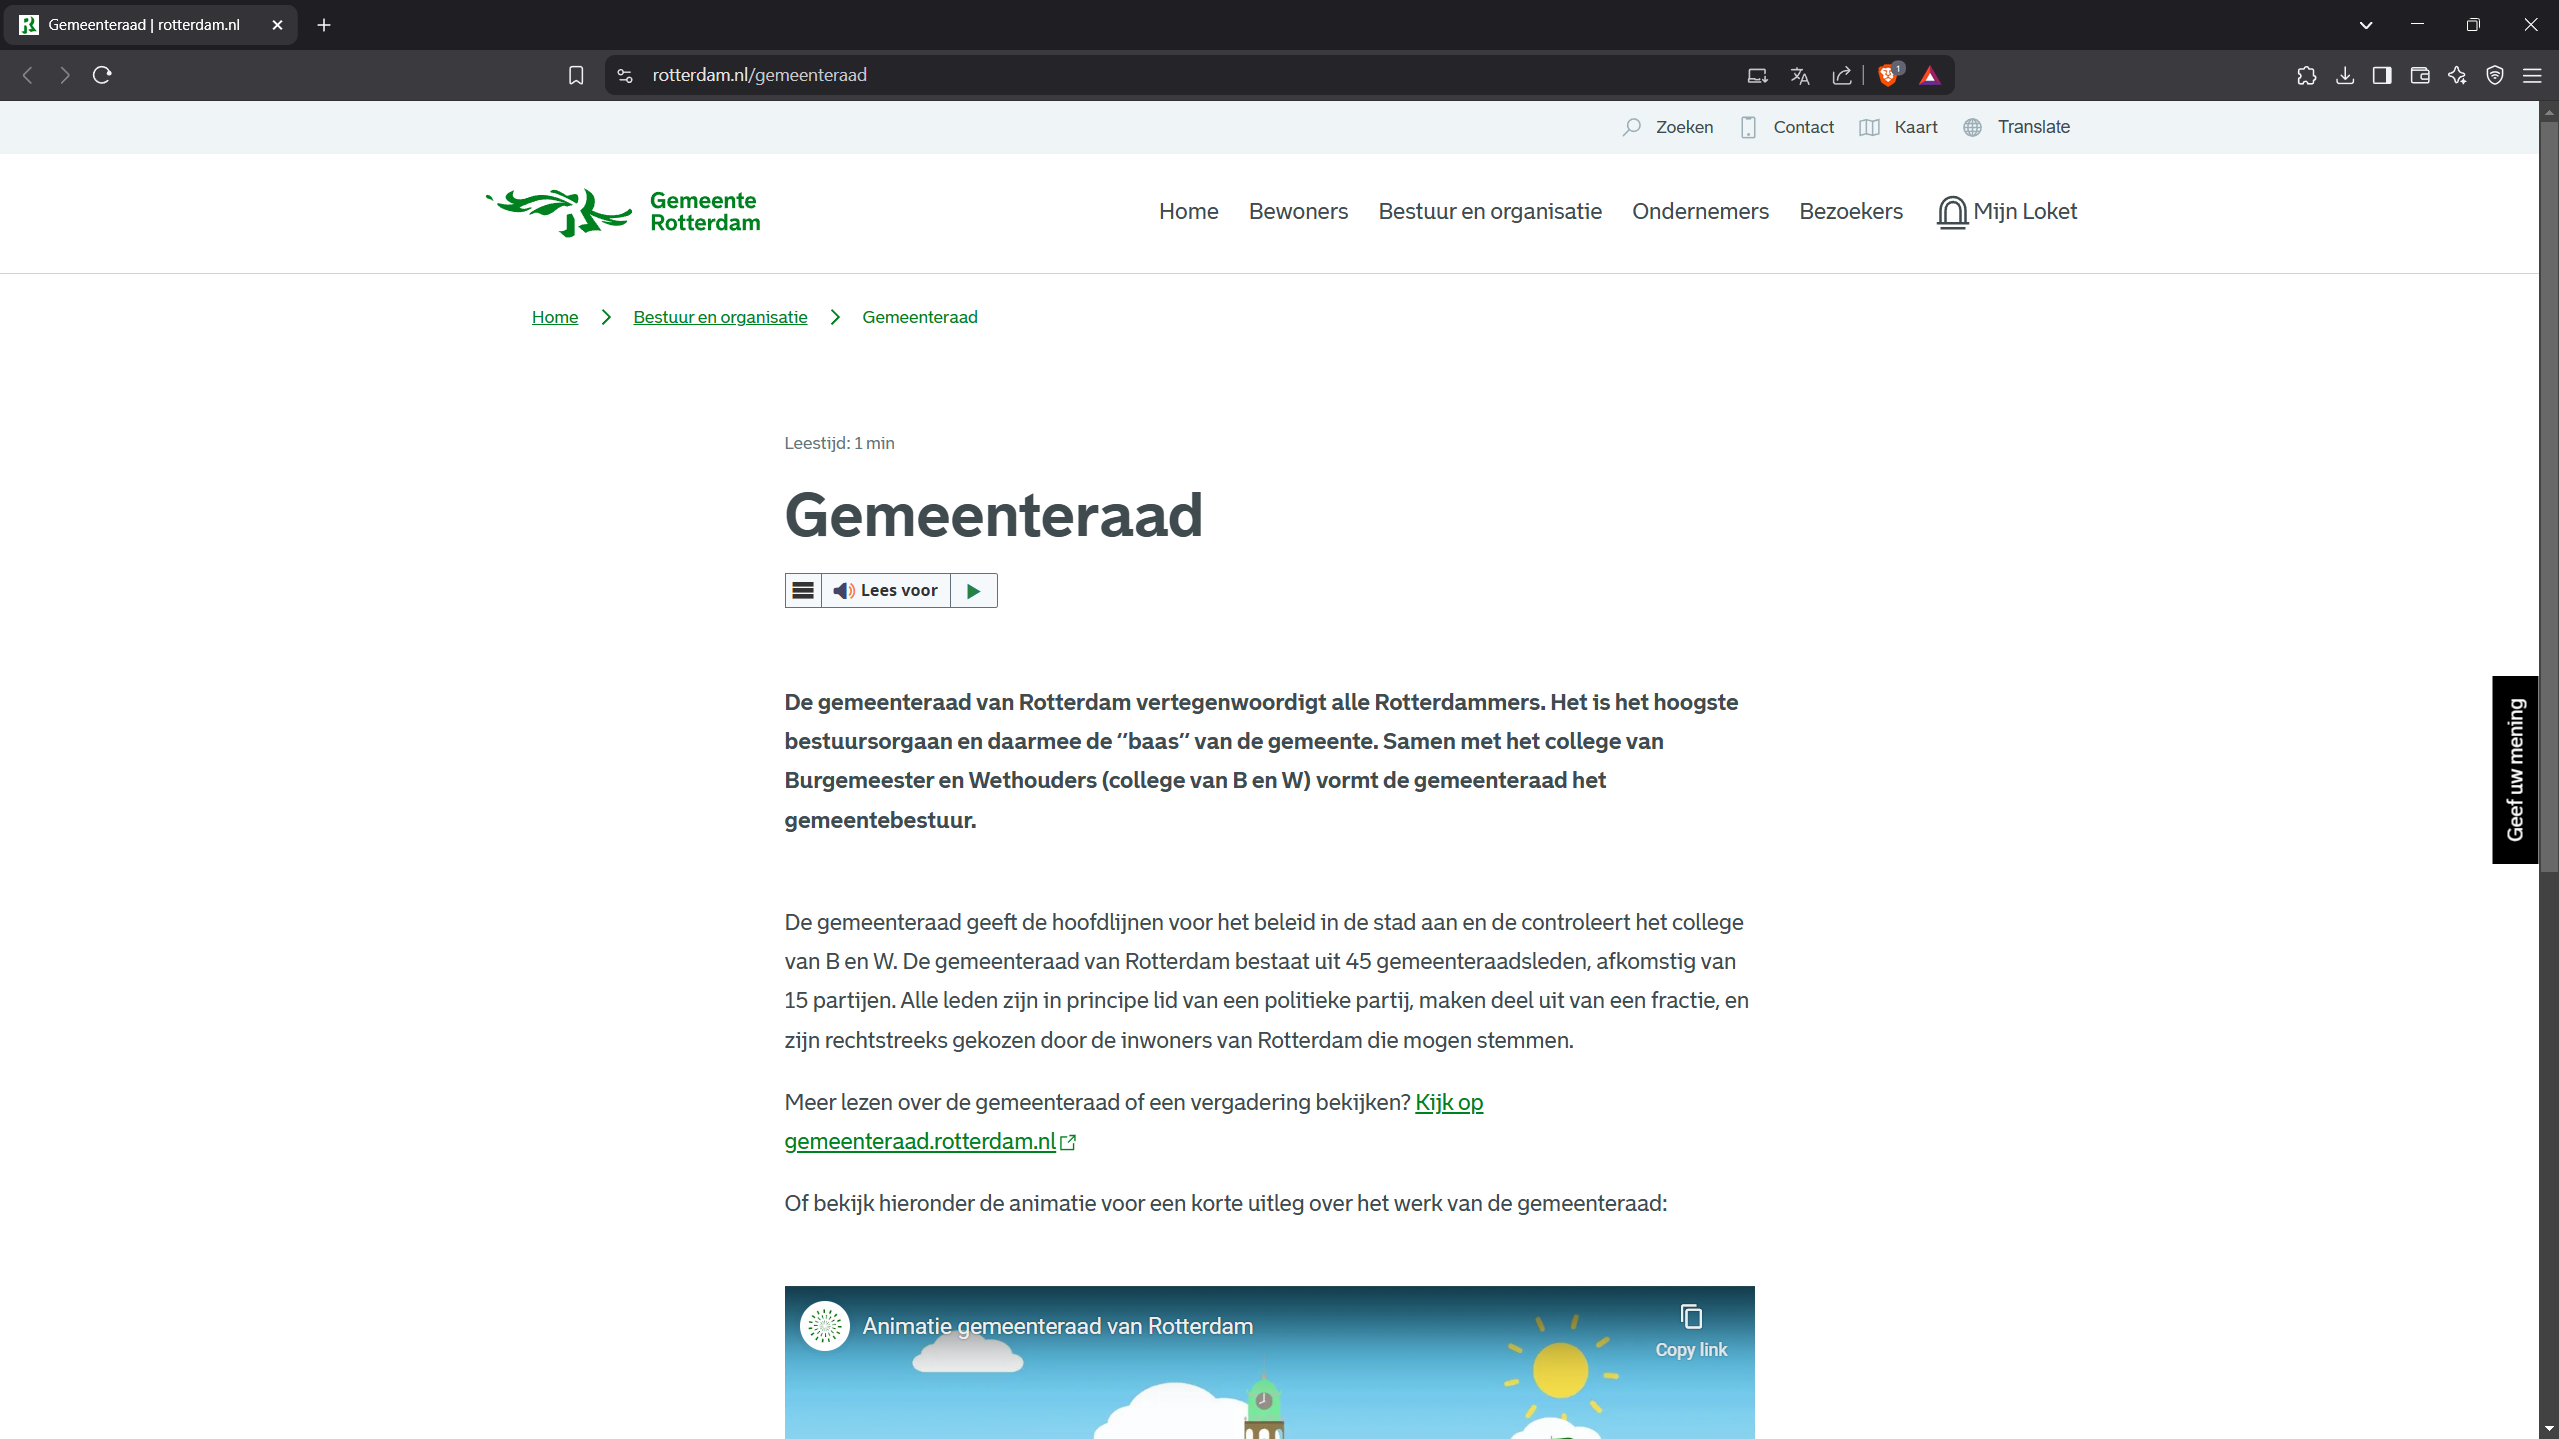 Gemeenteraad | rotterdam.nl
rotterdam.nl/gemeenteraad
1
Zoeken Contact Kaart Translate
Gemeente
Rotterdam
Home Bewoners Bestuur en organisatie Ondernemers Bezoekers Mijn Loket
Home Bestuur en organisatie Gemeenteraad
Leestijd: 1 min
Gemeenteraad
Lees voor
De gemeenteraad van Rotterdam vertegenwoordigt alle Rotterdammers. Het is het hoogste
bestuursorgaan en daarmee de “baas” van de gemeente. Samen met het college van
Burgemeester en Wethouders (college van B en W) vormt de gemeenteraad het
gemeentebestuur.
Geef uw mening
De gemeenteraad geeft de hoofdlijnen voor het beleid in de stad aan en de controleert het college
van B en W. De gemeenteraad van Rotterdam bestaat uit 45 gemeenteraadsleden, afkomstig van
15 partijen. Alle leden zijn in principe lid van een politieke partij, maken deel uit van een fractie, en
zijn rechtstreeks gekozen door de inwoners van Rotterdam die mogen stemmen.
Meer lezen over de gemeenteraad of een vergadering bekijken? Kijk op
gemeenteraad.rotterdam.nl
Of bekijk hieronder de animatie voor een korte uitleg over het werk van de gemeenteraad:
Animatie gemeenteraad van Rotterdam
Copy link